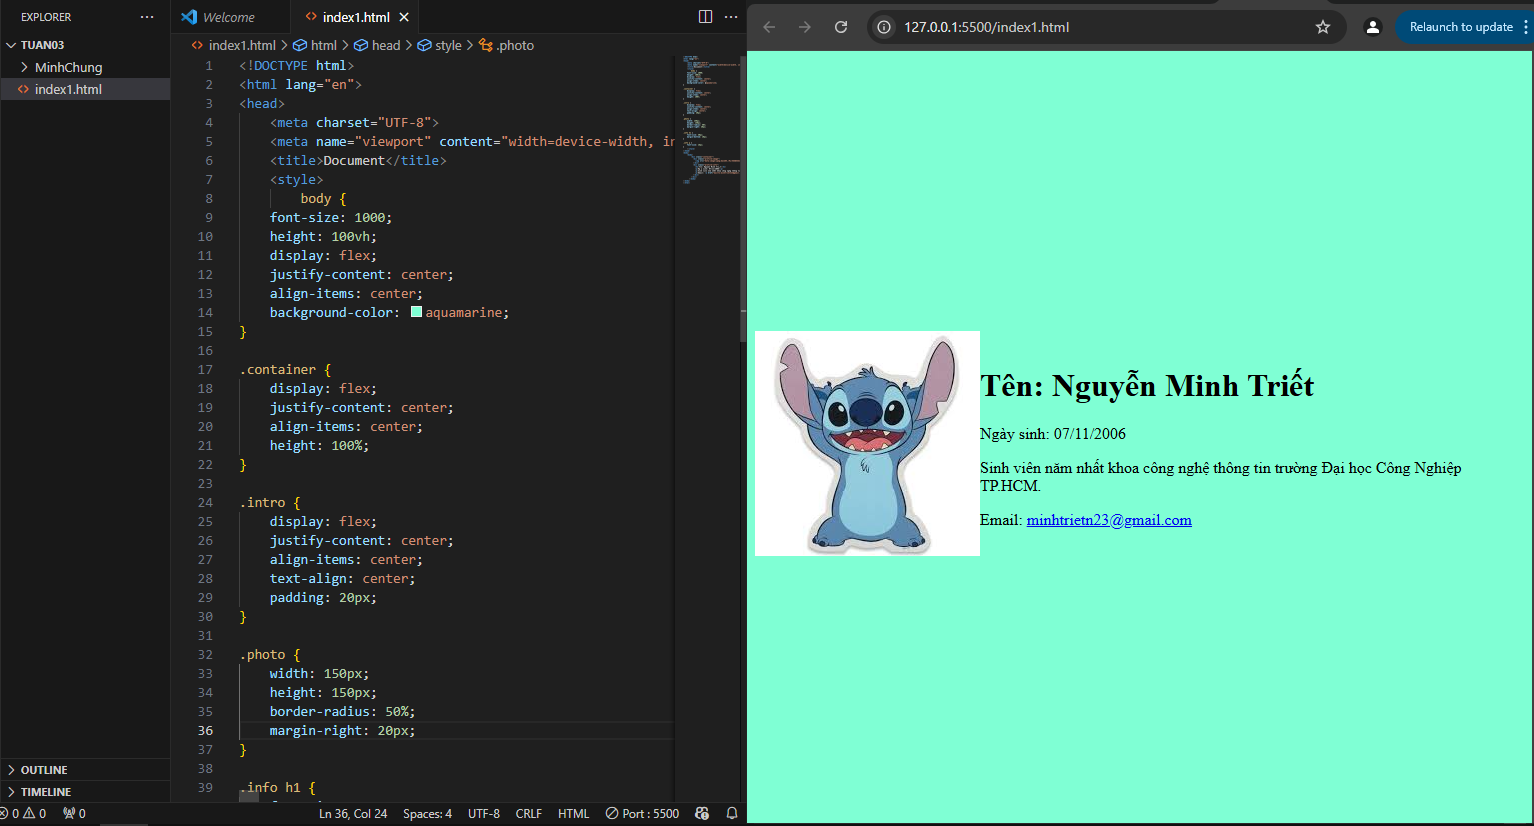 EXPLORER
TUAN03
MinhChung
index1.html
OUTLINE
TIMELINE
Welcome
index1.html
index1.html > html > head > style > .photo
1 <!DOCTYPE html>
2 <html lang="en">
3 <head>
4 <meta charset="UTF-8">
5 <meta name="viewport" content="width=device-width, in
6 <title>Document</title>
7 <style>
8 body {
9 font-size: 1000;
10 height: 100vh;
11 display: flex;
12 justify-content: center;
13 align-items: center;
14 background-color: aquamarine;
15 }
16
17 .container {
18 display: flex;
19 justify-content: center;
20 align-items: center;
21 height: 100%;
22 }
23
24 .intro {
25 display: flex;
26 justify-content: center;
27 align-items: center;
28 text-align: center;
29 padding: 20px;
30 }
31
32 .photo {
33 width: 150px;
34 height: 150px;
35 border-radius: 50%;
36 margin-right: 20px;
37 }
38
39 .info h1 {
0 0 0 Ln 36, Col 24 Spaces: 4 UTF-8 CRLF HTML Port : 5500
127.0.0.1:5500/index1.html
Relaunch to update
Tên: Nguyễn Minh Triết
Ngày sinh: 07/11/2006
Sinh viên năm nhất khoa công nghệ thông tin trường Đại học Công Nghiệp
TP.HCM.
Email: minhtrietn23@gmail.com